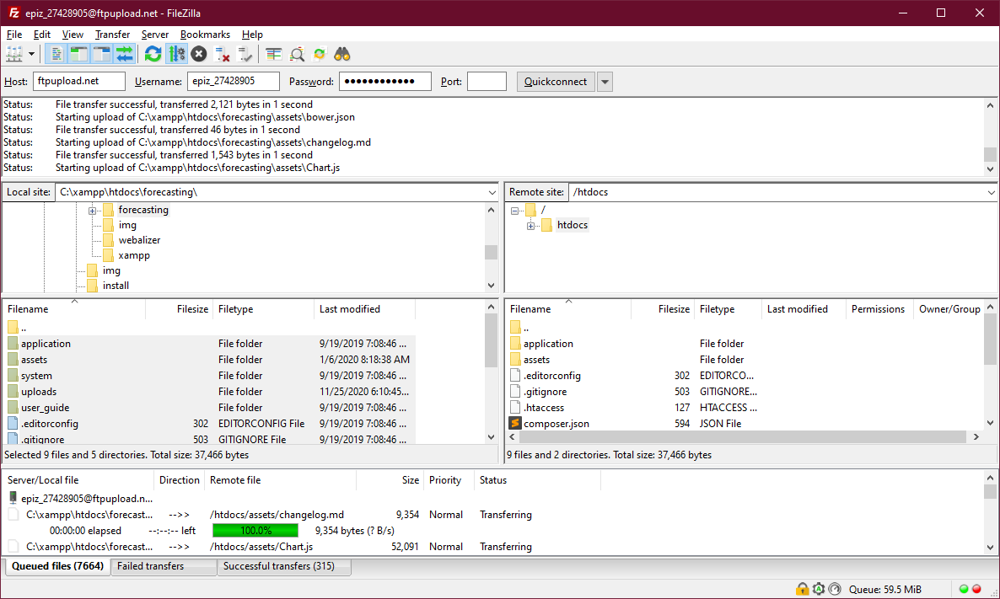 epiz_27428905@ftpupload.net - FileZilla
File Edit View Transfer Server Bookmarks Help
Host: ftpupload.net Username: epiz_27428905 Password: ●●●●●●●●●●●● Port: Quickconnect
Status: File transfer successful, transferred 2,121 bytes in 1 second
Status: Starting upload of C:\xampp\htdocs\forecasting\assets\bower.json
Status: File transfer successful, transferred 46 bytes in 1 second
Status: Starting upload of C:\xampp\htdocs\forecasting\assets\changelog.md
Status: File transfer successful, transferred 1,543 bytes in 1 second
Status: Starting upload of C:\xampp\htdocs\forecasting\assets\Chart.js
Local site: C:\xampp\htdocs\forecasting\
forecasting
img
webalizer
xampp
img
install
Remote site: /htdocs
/
htdocs
Filename Filesize Filetype Last modified
..
application File folder 9/19/2019 7:08:46 ...
assets File folder 1/6/2020 8:18:38 AM
system File folder 9/19/2019 7:08:46 ...
uploads File folder 11/25/2020 6:10:45...
user_guide File folder 9/19/2019 7:08:46 ...
.editorconfig 302 EDITORCONFIG File 9/19/2019 7:08:46 ...
.gitignore 503 GITIGNORE File 9/19/2019 7:08:46 ...
Selected 9 files and 5 directories. Total size: 37,466 bytes
Filename Filesize Filetype Last modified Permissions Owner/Group
..
application File folder
assets File folder
.editorconfig 302 EDITORCO...
.gitignore 503 GITIGNORE...
.htaccess 127 HTACCESS ...
composer.json 594 JSON File
9 files and 2 directories. Total size: 37,466 bytes
Server/Local file Direction Remote file Size Priority Status
epiz_27428905@ftpupload.n...
C:\xampp\htdocs\forecast... -->> /htdocs/assets/changelog.md 9,354 Normal Transferring
00:00:00 elapsed --:--:-- left 100.0% 9,354 bytes (? B/s)
C:\xampp\htdocs\forecast... -->> /htdocs/assets/Chart.js 52,091 Normal Transferring
Queued files (7664) Failed transfers Successful transfers (315)
Queue: 59.5 MiB